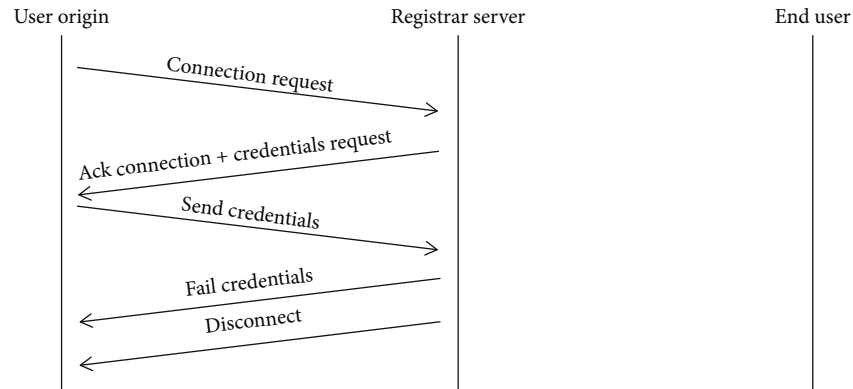 User origin
Registrar server
End user
Connection request
Ack connection + credentials request
Send credentials
Fail credentials
Disconnect